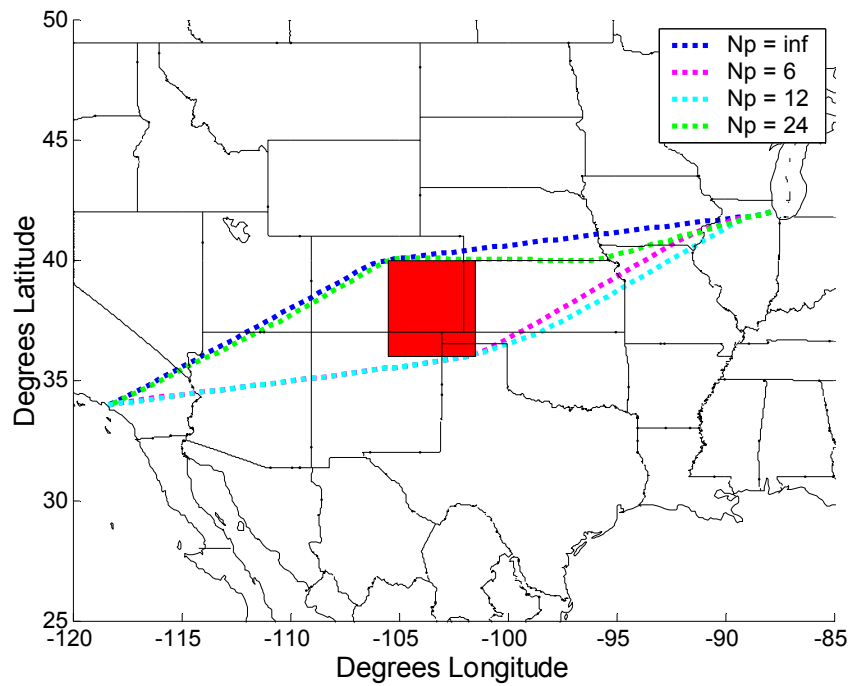 50
45
40
35
30
25
Degrees Latitude
Np = inf
Np = 6
Np = 12
Np = 24
-120 -115 -110 -105 -100 -95 -90 -85
Degrees Longitude